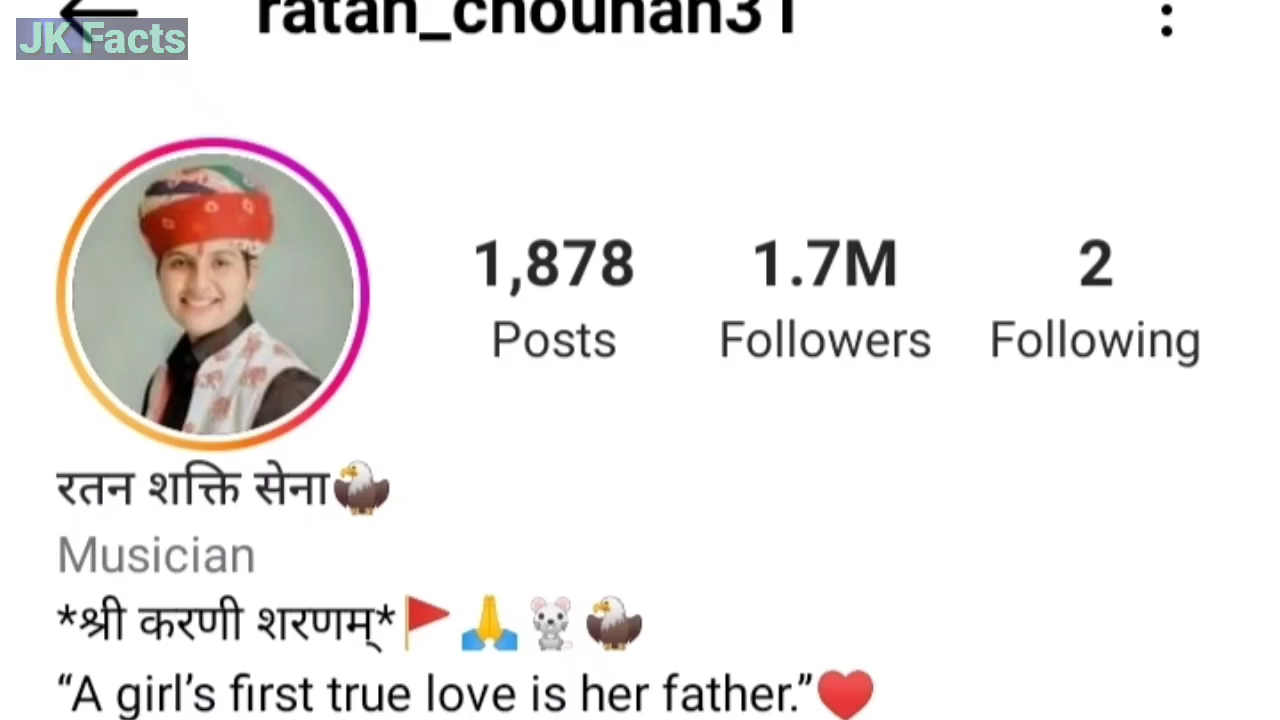 ratan_chouhan31
JK Facts
1,878
Posts
1.7M
Followers
2
Following
रतन शक्ति सेना🦅
Musician
*श्री करणी शरणम्*🚩🙏🐁🦅
“A girl’s first true love is her father.”❤️